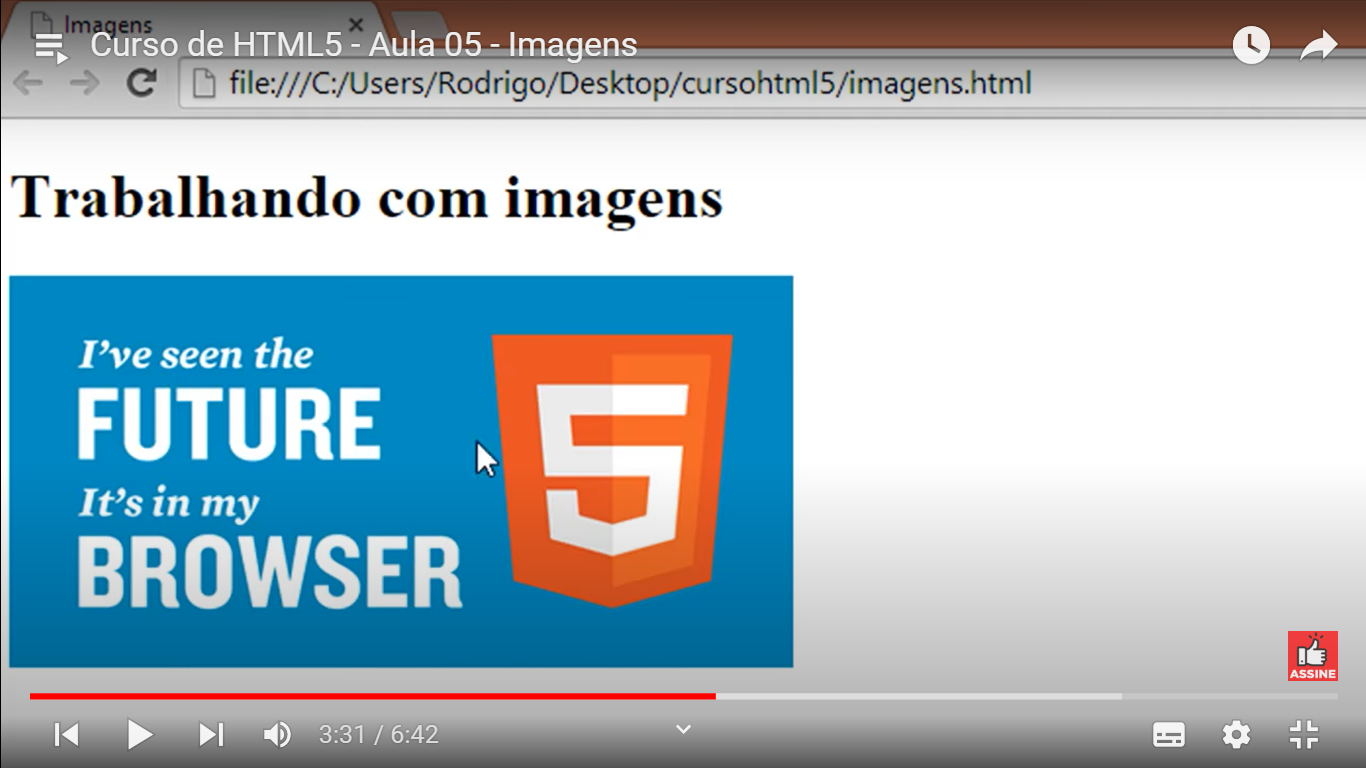 Imagens
Curso de HTML5 - Aula 05 - Imagens
file:///C:/Users/Rodrigo/Desktop/cursohtml5/imagens.html
Trabalhando com imagens
I've seen the
FUTURE
It's in my
BROWSER
5
ASSINE
3:31 / 6:42